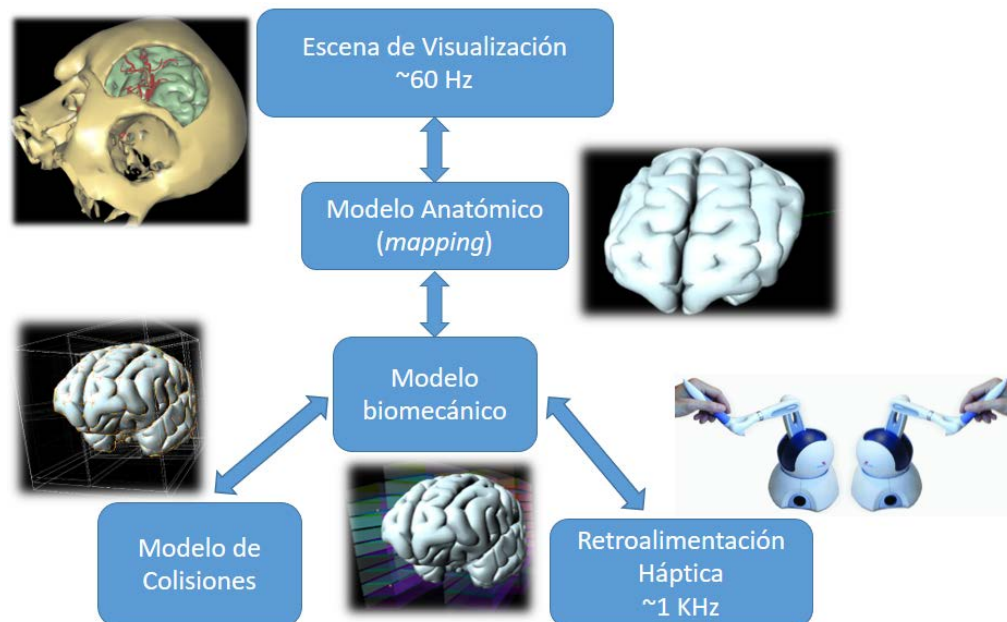 Escena de Visualización
~60 Hz
Modelo Anatómico
(mapping)
Modelo
biomecánico
Modelo de
Colisiones
Retroalimentación
Háptica
~1 KHz